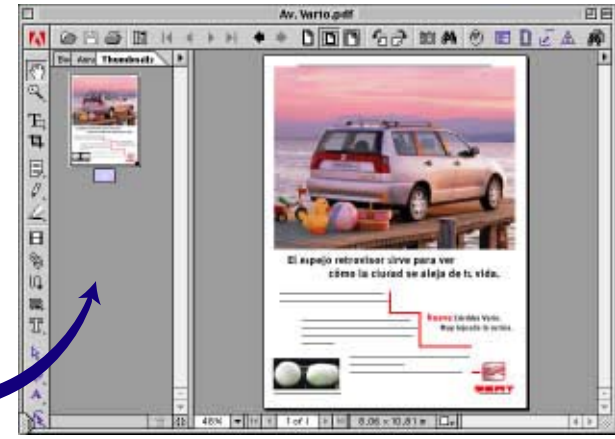 Av. Vario.pdf
Thumbnails
El espejo retrovisor sirve para ver
cómo la ciudad se aleja de tu vida.
Nuevo Córdoba Vario.
SEAT
48%
1 of 1
8,06 x 10,81 in